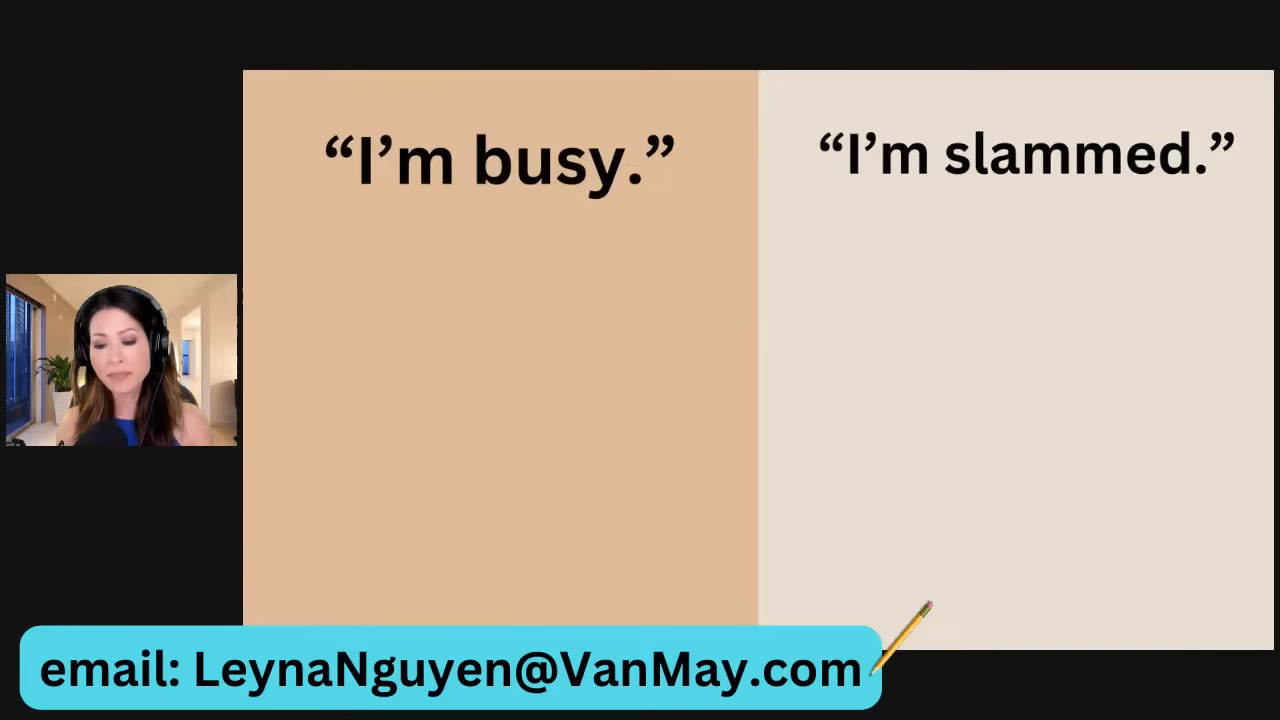 “I’m busy.”
“I’m slammed.”
email: LeynaNguyen@VanMay.com